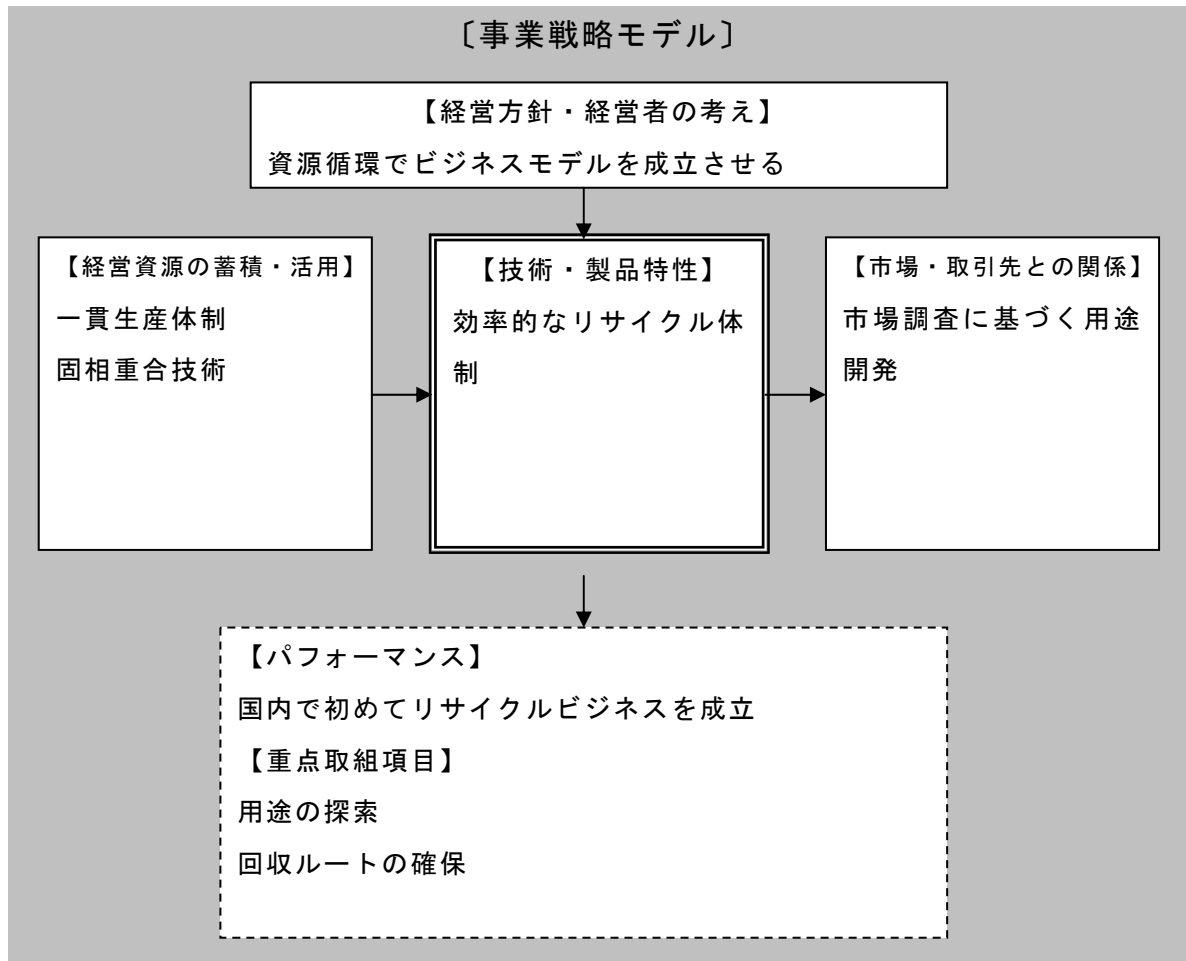 〔事業戦略モデル〕
【経営方針・経営者の考え】
資源循環でビジネスモデルを成立させる
【経営資源の蓄積・活用】
一貫生産体制
固相重合技術
【技術・製品特性】
効率的なリサイクル体
制
【市場・取引先との関係】
市場調査に基づく用途
開発
【パフォーマンス】
国内で初めてリサイクルビジネスを成立
【重点取組項目】
用途の探索
回収ルートの確保